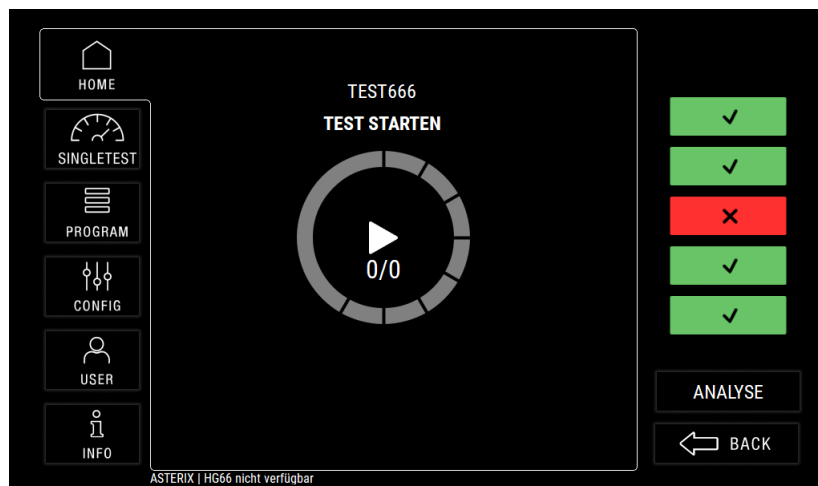 HOME
SINGLETEST
PROGRAM
CONFIG
USER
INFO
TEST666
TEST STARTEN
0/0
ANALYSE
BACK
ASTERIX | HG66 nicht verfügbar